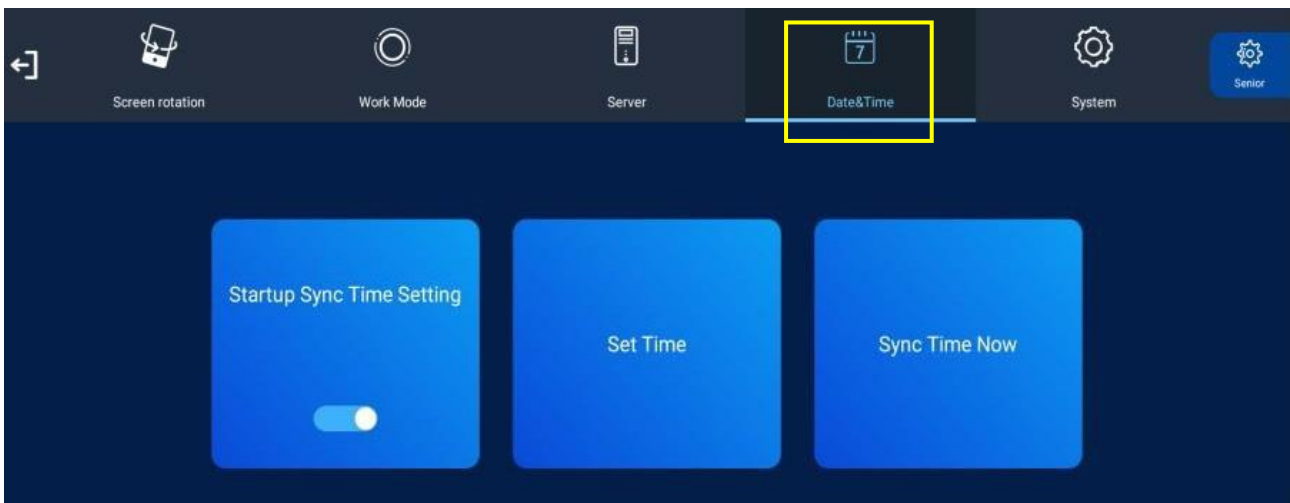 Screen rotation
Work Mode
Server
7
Date&Time
System
Senior
Startup Sync Time Setting
Set Time
Sync Time Now